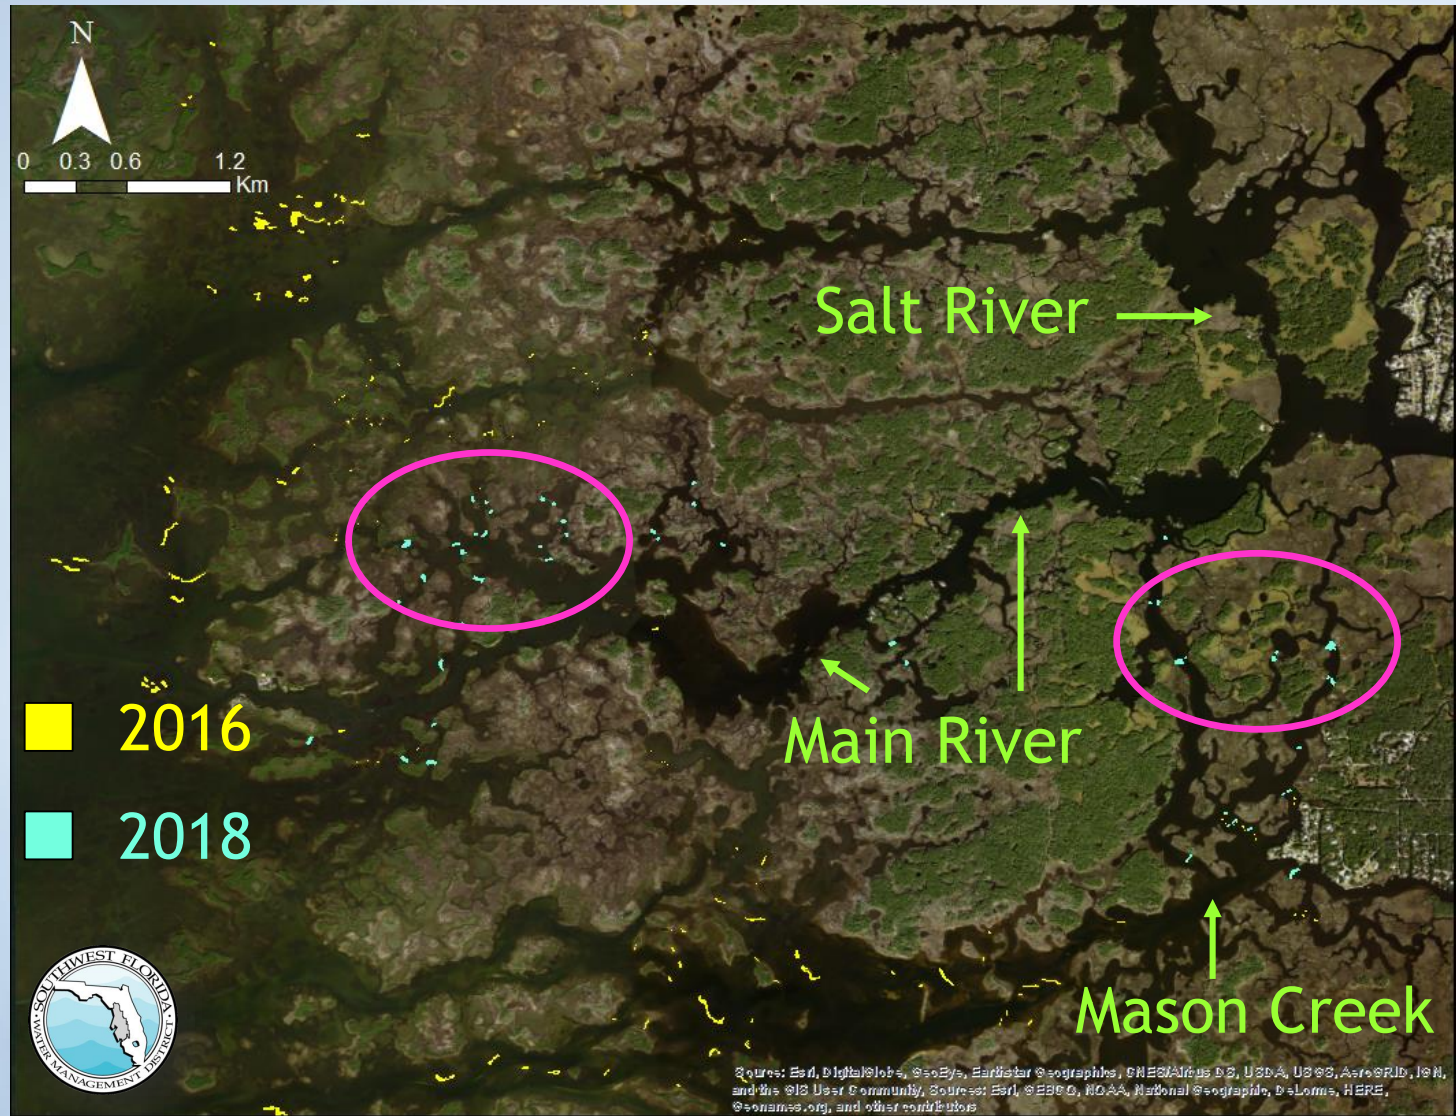 N
0 0.3 0.6 1.2
Km
Salt River
Main River
2016
2018
Mason Creek
SOUTHWEST FLORIDA
WATER MANAGEMENT DISTRICT
Source: Esri, DigitalGlobe, GeoEye, Earthstar Geographics, CNES/Airbus DS, USDA, USGS, AeroGRID, IGN,
and the GIS User Community, Sources: Esri, GEBCO, NOAA, National Geographic, DeLorme, HERE,
Geonames.org, and other contributors